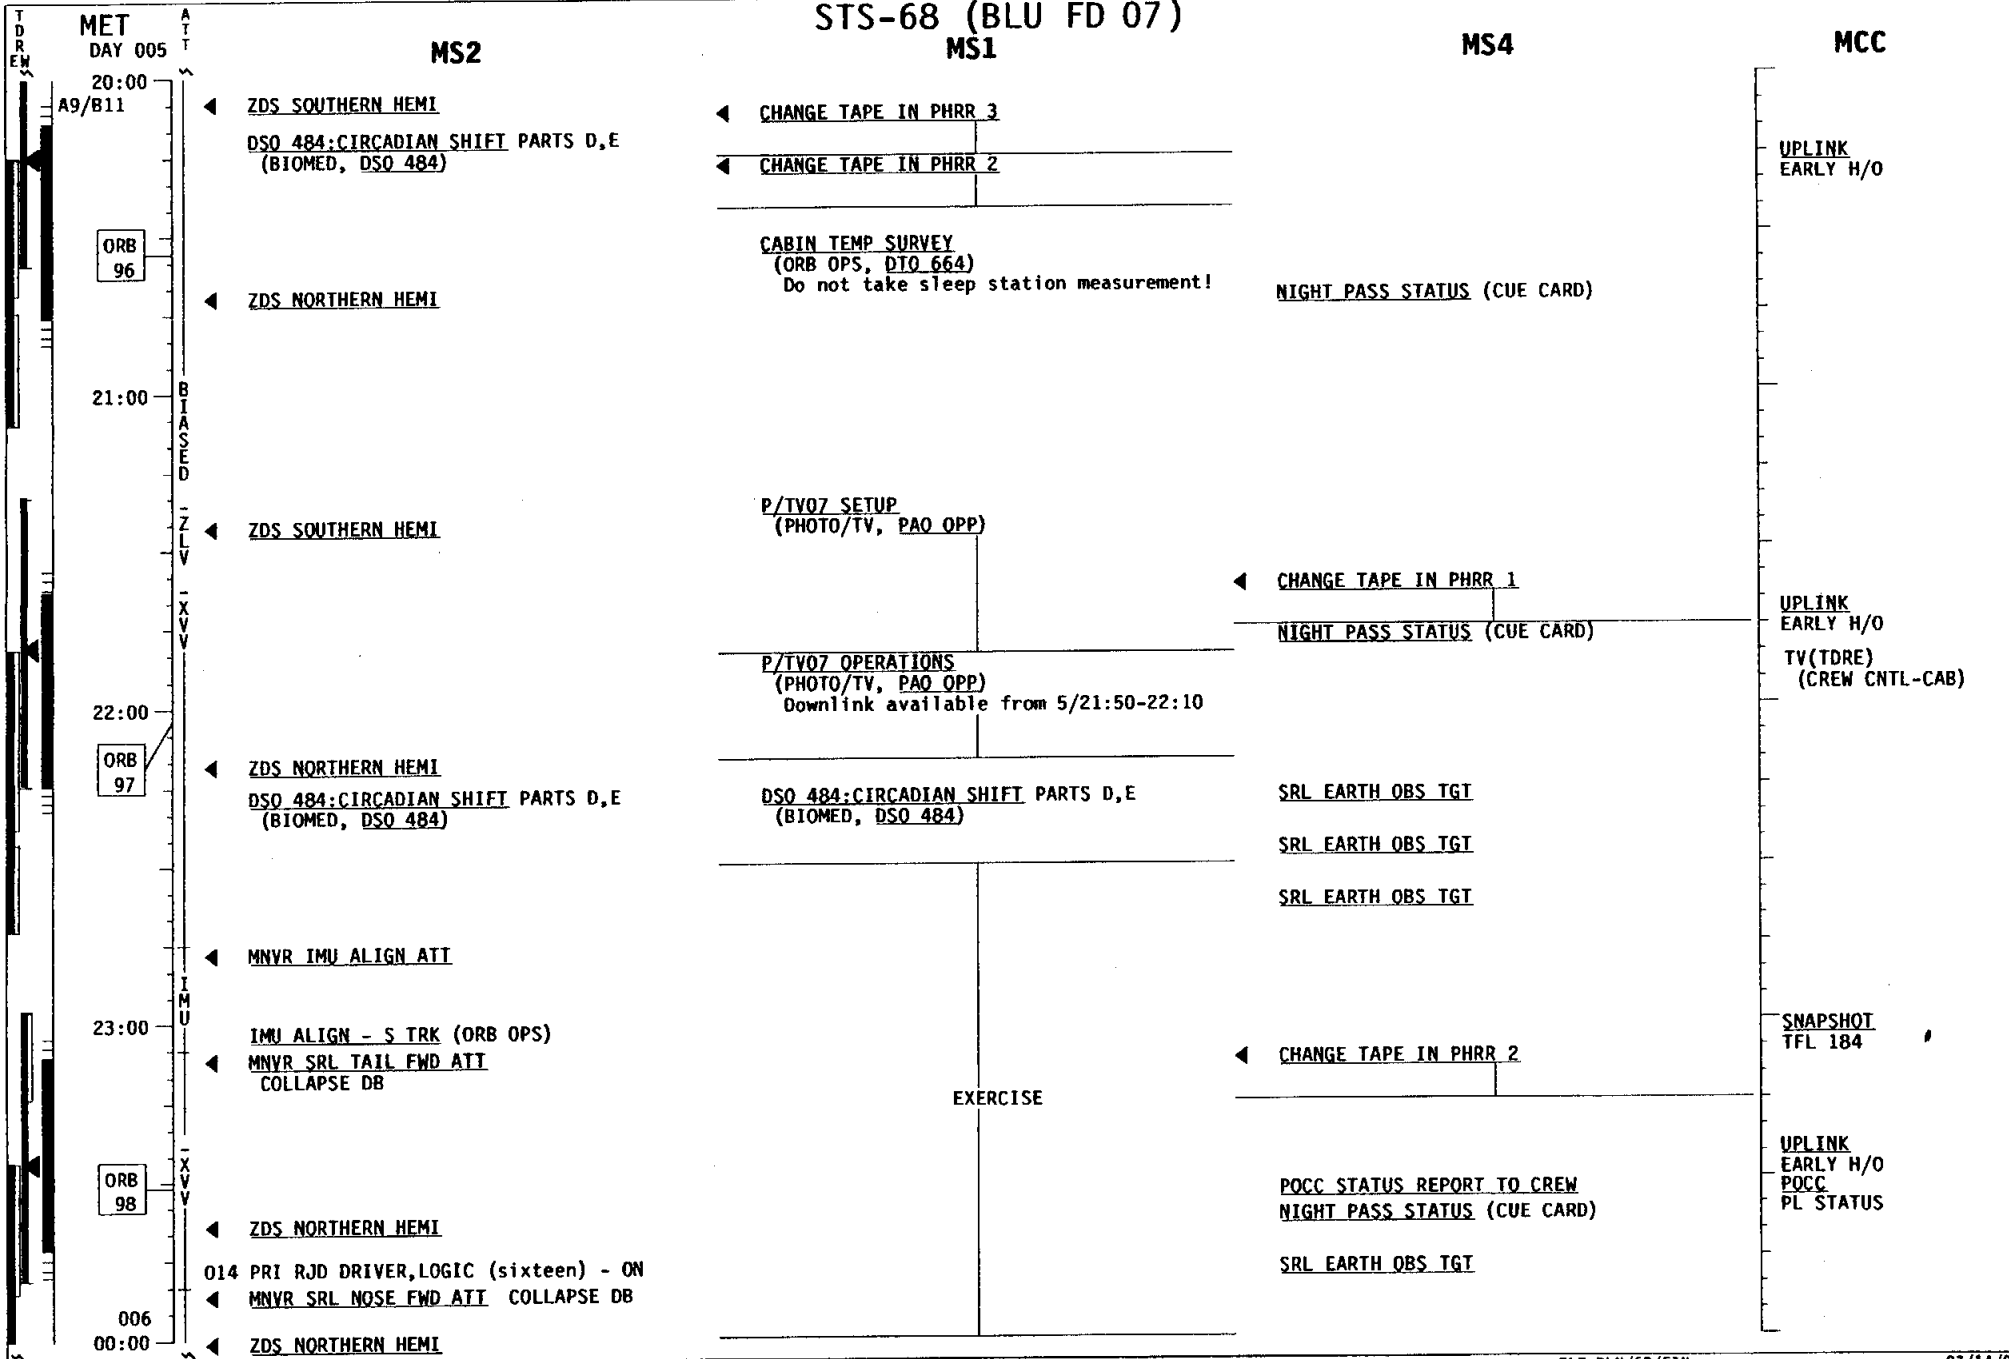 STS-68 (BLU FD 07)
TDRE W
MET
DAY 005
ATT
MS2
MS1
MS4
MCC
20:00
A9/B11
ORB
96
21:00
22:00
ORB
97
23:00
ORB
98
006
00:00
BIASED
-ZLV
-XVV
IMU
-XVV
ZDS SOUTHERN HEMI
DSO 484:CIRCADIAN SHIFT PARTS D,E
(BIOMED, DSO 484)
ZDS NORTHERN HEMI
ZDS SOUTHERN HEMI
ZDS NORTHERN HEMI
DSO 484:CIRCADIAN SHIFT PARTS D,E
(BIOMED, DSO 484)
MNVR IMU ALIGN ATT
IMU ALIGN - S TRK (ORB OPS)
MNVR SRL TAIL FWD ATT
COLLAPSE DB
ZDS NORTHERN HEMI
014 PRI RJD DRIVER,LOGIC (sixteen) - ON
MNVR SRL NOSE FWD ATT COLLAPSE DB
ZDS NORTHERN HEMI
CHANGE TAPE IN PHRR 3
CHANGE TAPE IN PHRR 2
CABIN TEMP SURVEY
(ORB OPS, DTO 664)
Do not take sleep station measurement!
P/TV07 SETUP
(PHOTO/TV, PAO OPP)
P/TV07 OPERATIONS
(PHOTO/TV, PAO OPP)
Downlink available from 5/21:50-22:10
DSO 484:CIRCADIAN SHIFT PARTS D,E
(BIOMED, DSO 484)
EXERCISE
NIGHT PASS STATUS (CUE CARD)
CHANGE TAPE IN PHRR 1
NIGHT PASS STATUS (CUE CARD)
SRL EARTH OBS TGT
SRL EARTH OBS TGT
SRL EARTH OBS TGT
CHANGE TAPE IN PHRR 2
POCC STATUS REPORT TO CREW
NIGHT PASS STATUS (CUE CARD)
SRL EARTH OBS TGT
UPLINK
EARLY H/O
UPLINK
EARLY H/O
TV(TDRE)
(CREW CNTL-CAB)
SNAPSHOT
TFL 184
UPLINK
EARLY H/O
POCC
PL STATUS